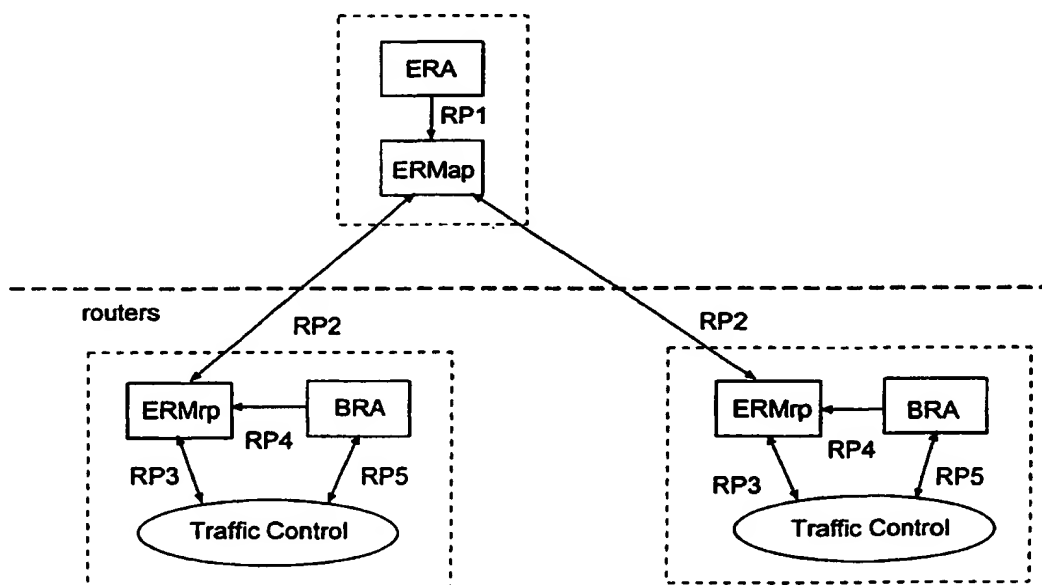 ERA
RP1
ERMap
routers
RP2
RP2
ERMrp
BRA
RP4
RP3
RP5
Traffic Control
ERMrp
BRA
RP4
RP3
RP5
Traffic Control